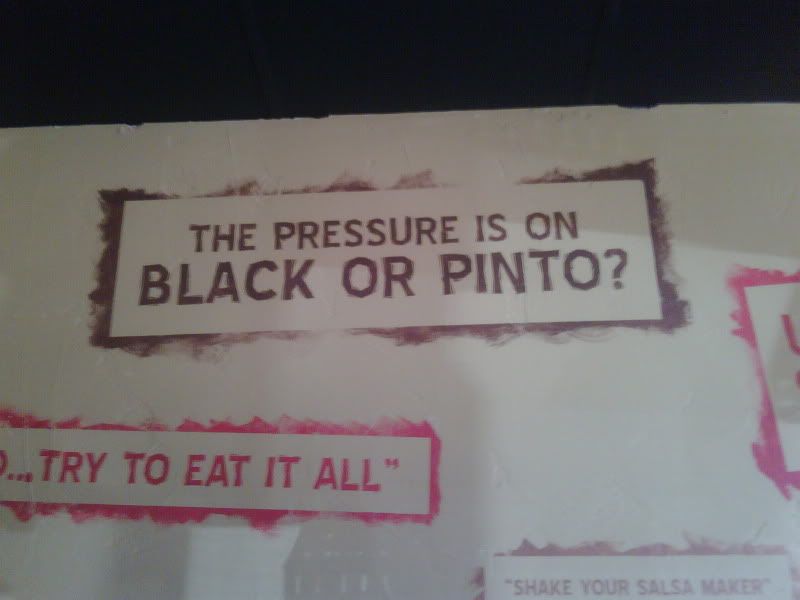 THE PRESSURE IS ON
BLACK OR PINTO?
...TRY TO EAT IT ALL”
“SHAKE YOUR SALSA MAKER”